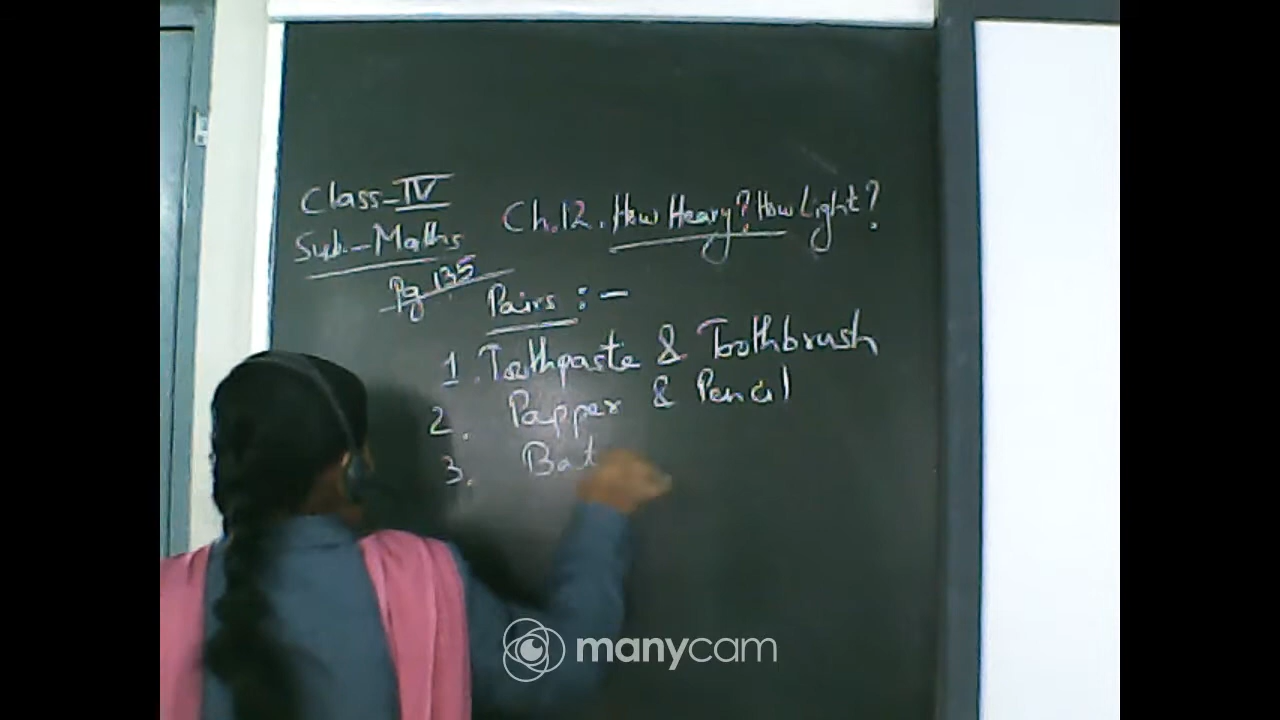 Class-IV
Sub-Maths
Ch.12. How Heavy? How Light?
Pg 135
Pairs :-
1. Toothpaste & Toothbrush
2. Papper & Pencil
3. Bat
manycam